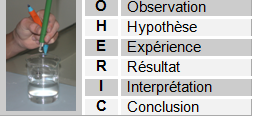 O Observation
H Hypothèse
E Expérience
R Résultat
I Interprétation
C Conclusion